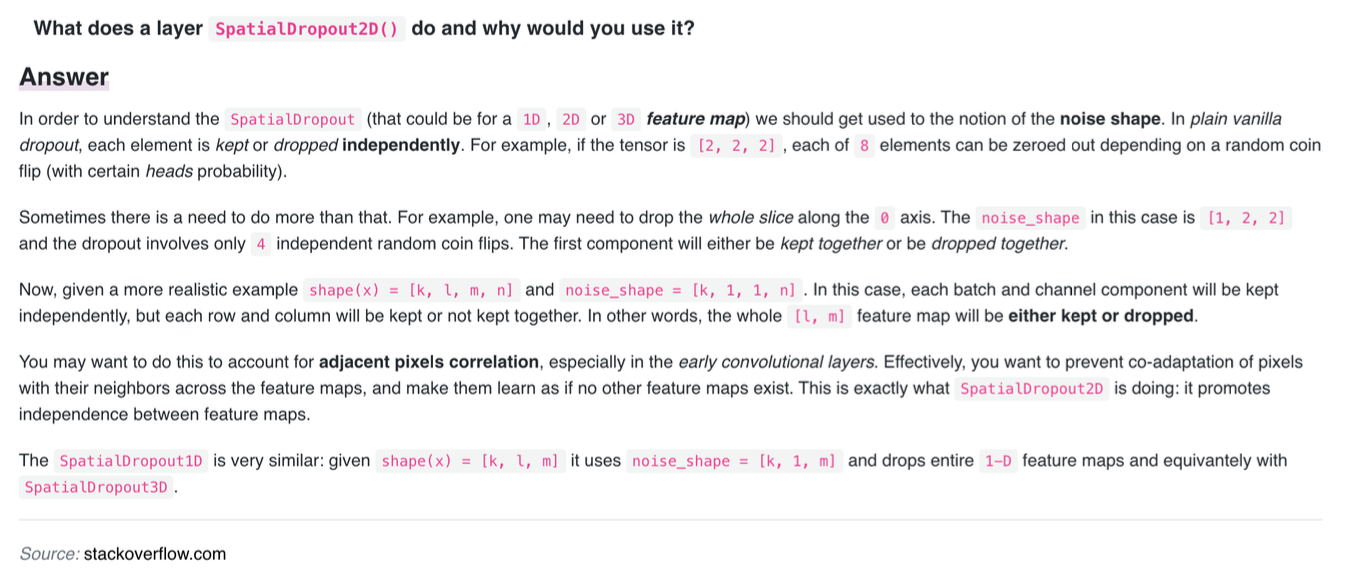 What does a layer SpatialDropout2D() do and why would you use it?
Answer
In order to understand the SpatialDropout (that could be for a 1D , 2D or 3D feature map) we should get used to the notion of the noise shape. In plain vanilla
dropout, each element is kept or dropped independently. For example, if the tensor is [2, 2, 2] , each of 8 elements can be zeroed out depending on a random coin
flip (with certain heads probability).
Sometimes there is a need to do more than that. For example, one may need to drop the whole slice along the 0 axis. The noise_shape in this case is [1, 2, 2]
and the dropout involves only 4 independent random coin flips. The first component will either be kept together or be dropped together.
Now, given a more realistic example shape(x) = [k, l, m, n] and noise_shape = [k, 1, 1, n] . In this case, each batch and channel component will be kept
independently, but each row and column will be kept or not kept together. In other words, the whole [l, m] feature map will be either kept or dropped.
You may want to do this to account for adjacent pixels correlation, especially in the early convolutional layers. Effectively, you want to prevent co-adaptation of pixels
with their neighbors across the feature maps, and make them learn as if no other feature maps exist. This is exactly what SpatialDropout2D is doing: it promotes
independence between feature maps.
The SpatialDropout1D is very similar: given shape(x) = [k, l, m] it uses noise_shape = [k, 1, m] and drops entire 1-D feature maps and equivantely with
SpatialDropout3D .
Source: stackoverflow.com